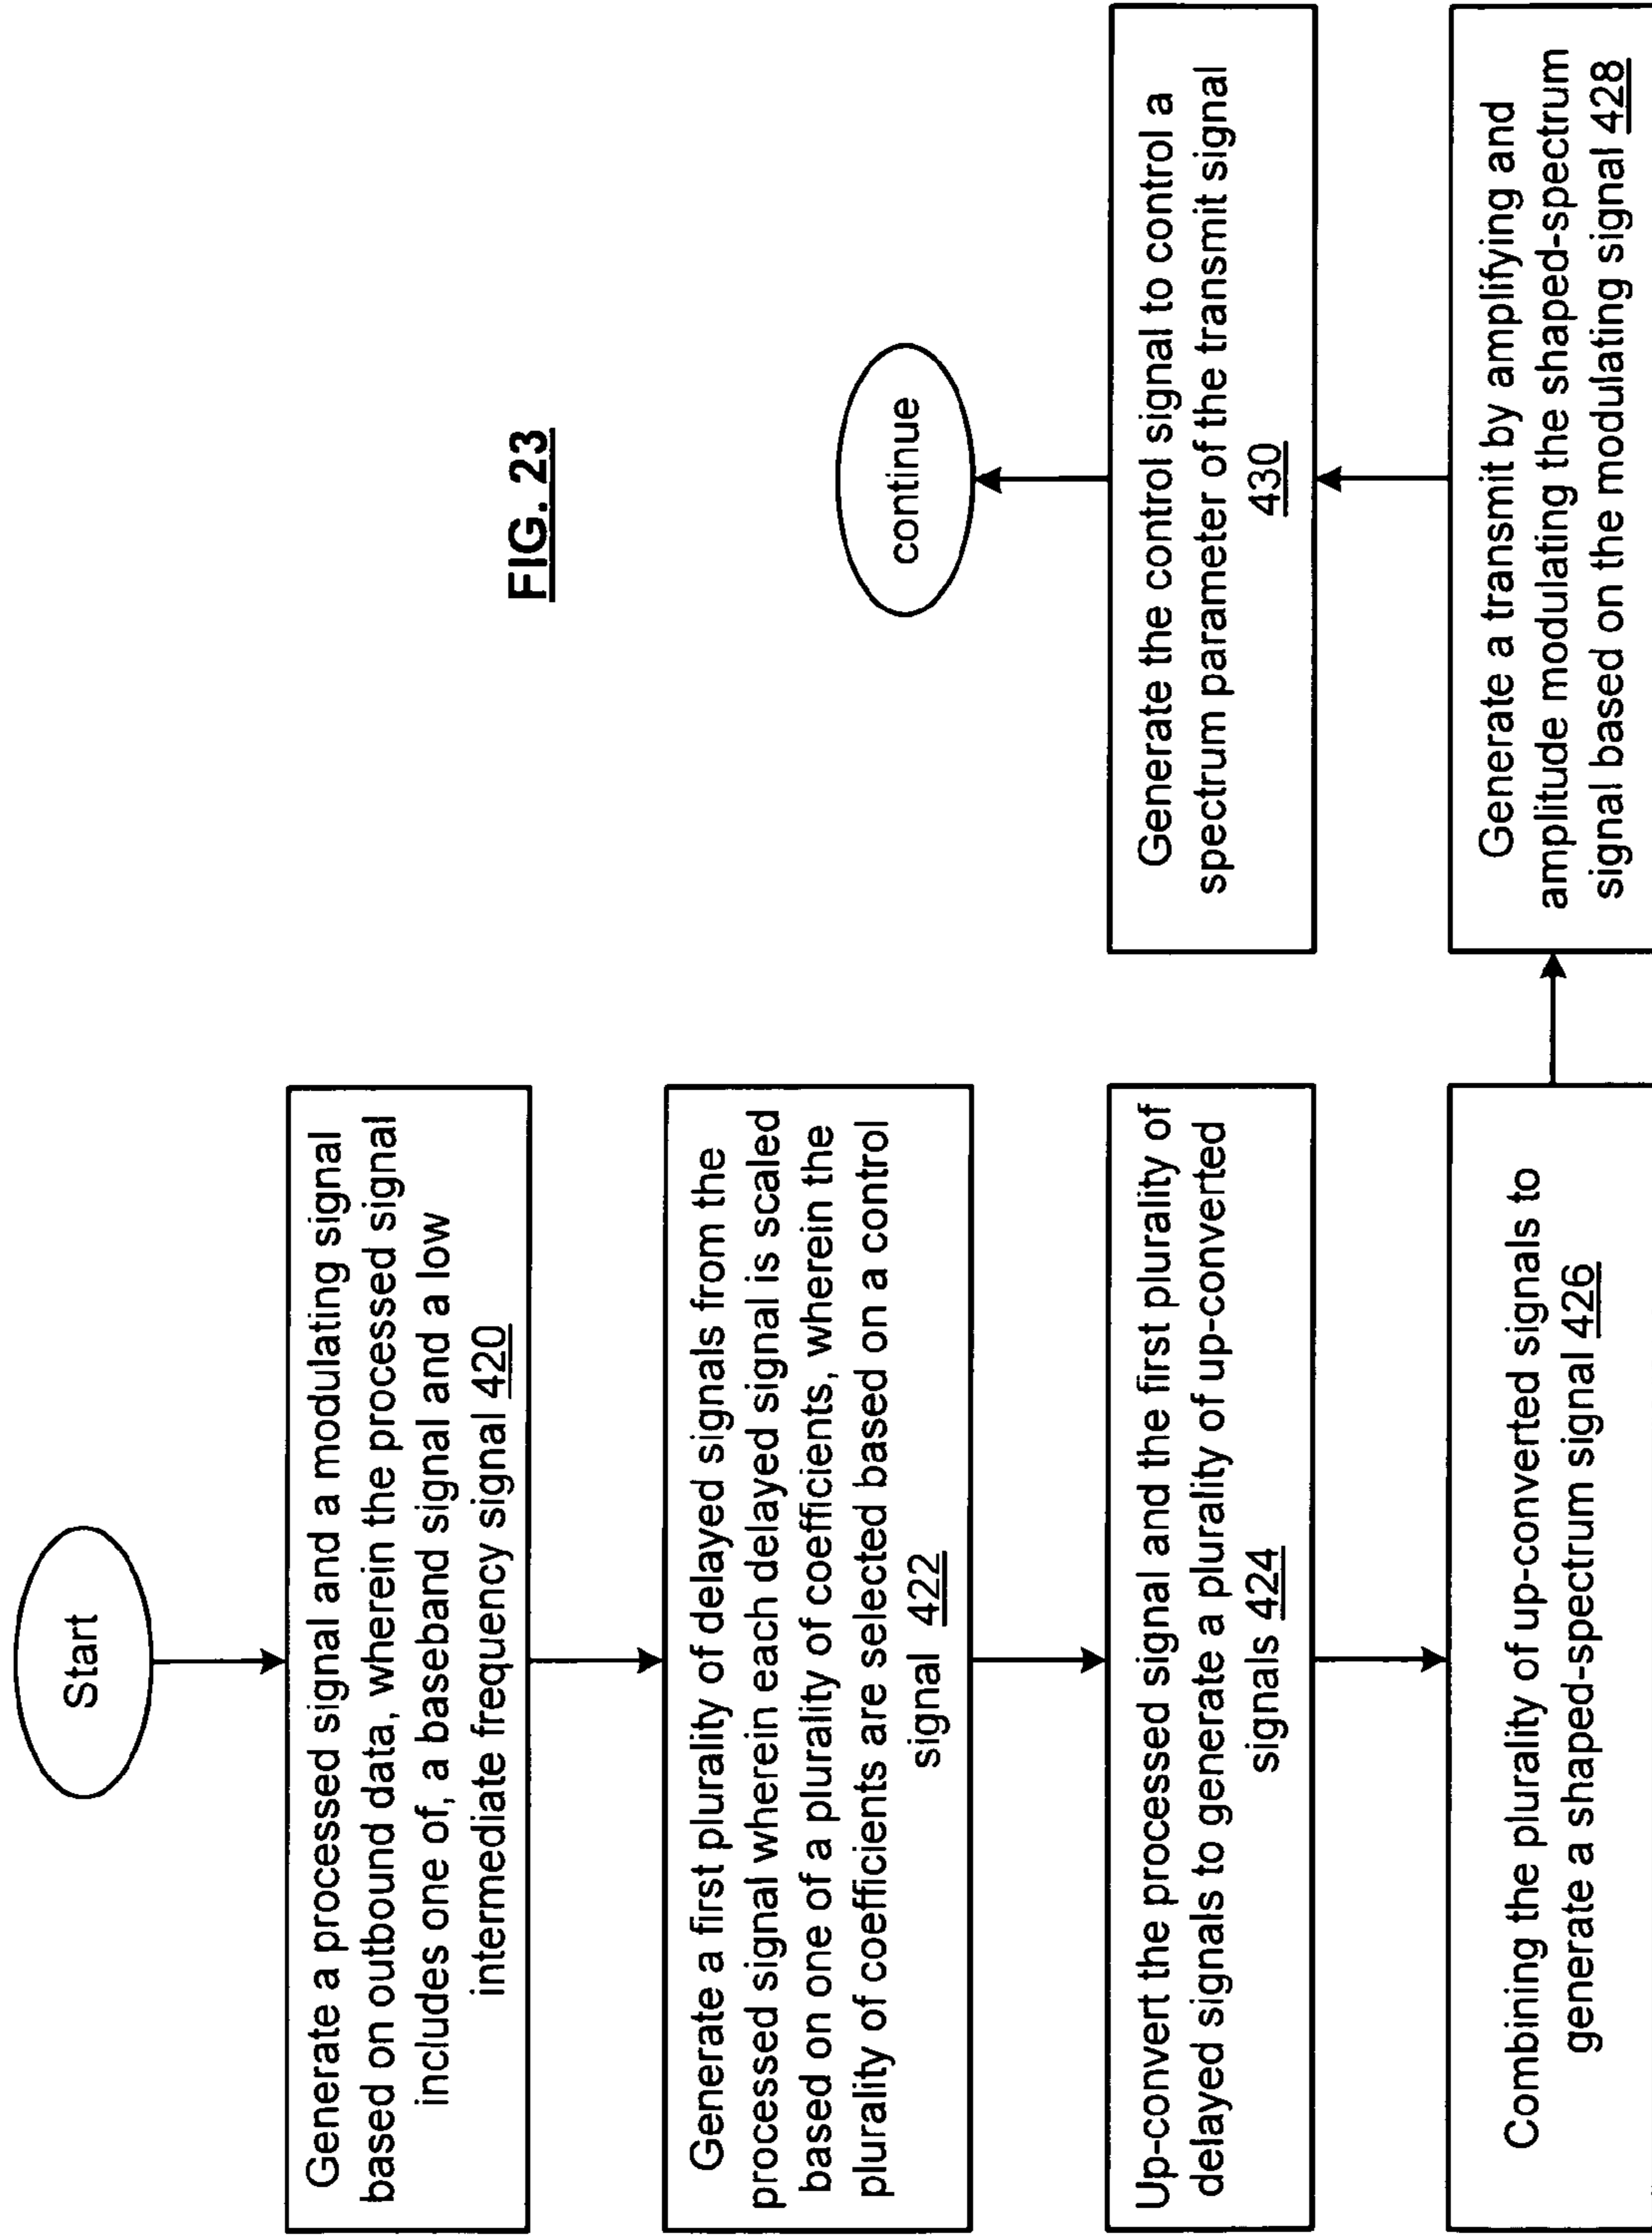 Start
Generate a processed signal and a modulating signal
based on outbound data, wherein the processed signal
includes one of, a baseband signal and a low
intermediate frequency signal 420
Generate a first plurality of delayed signals from the
processed signal wherein each delayed signal is scaled
based on one of a plurality of coefficients, wherein the
plurality of coefficients are selected based on a control
signal 422
Up-convert the processed signal and the first plurality of
delayed signals to generate a plurality of up-converted
signals 424
Combining the plurality of up-converted signals to
generate a shaped-spectrum signal 426
Generate a transmit by amplifying and
amplitude modulating the shaped-spectrum
signal based on the modulating signal 428
Generate the control signal to control a
spectrum parameter of the transmit signal
430
continue
FIG. 23